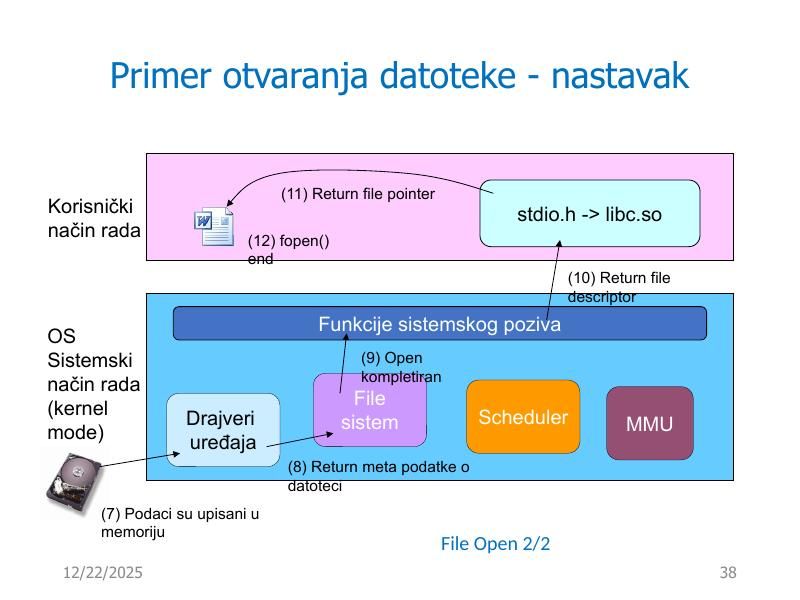 Primer otvaranja datoteke - nastavak
Korisnički
način rada
(11) Return file pointer
stdio.h -> libc.so
W
(12) fopen()
end
(10) Return file
descriptor
OS
Sistemski
način rada
(kernel
mode)
Funkcije sistemskog poziva
(9) Open
kompletiran
Drajveri
uređaja
File
sistem
Scheduler
MMU
(8) Return meta podatke o
datoteci
(7) Podaci su upisani u
memoriju
File Open 2/2
12/22/2025
38